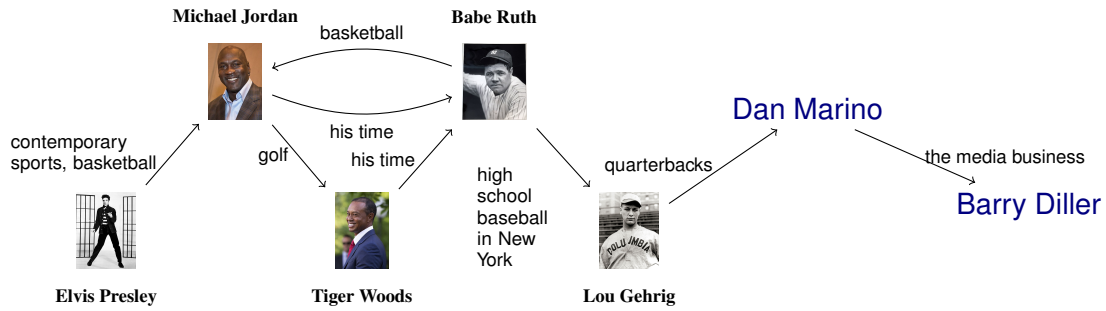 Michael Jordan
Babe Ruth
basketball
Dan Marino
his time
contemporary
sports, basketball
golf
his time
quarterbacks
the media business
high
school
baseball
in New
York
Barry Diller
COLUMBIA
Elvis Presley
Tiger Woods
Lou Gehrig